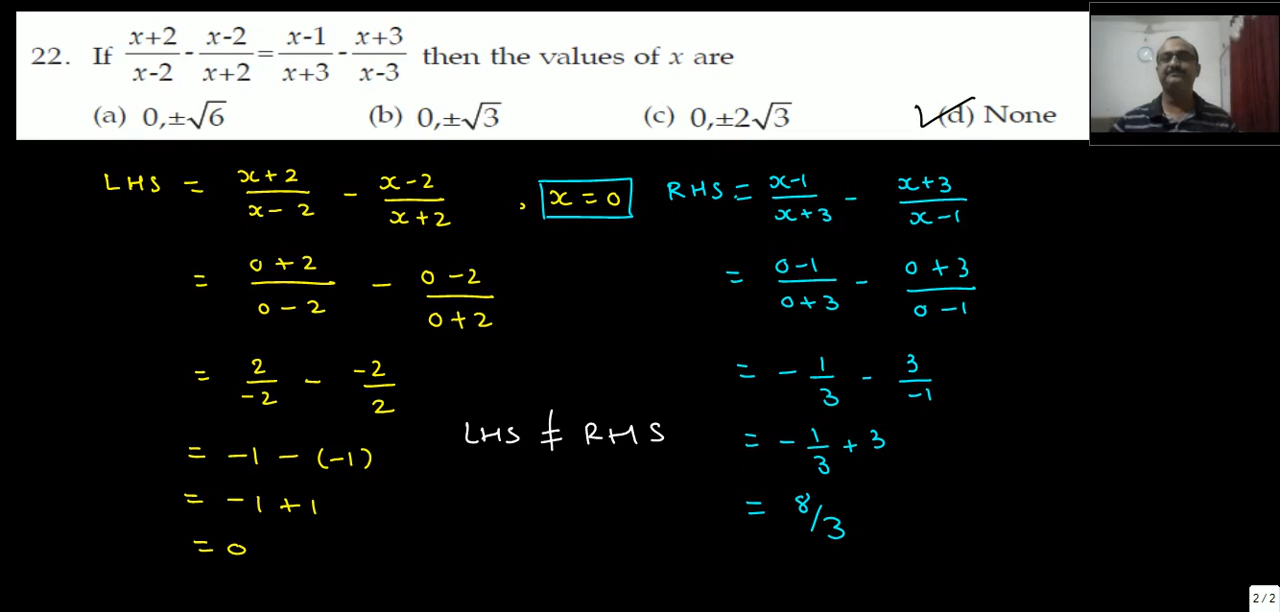 22. If (x+2)/(x-2) - (x-2)/(x+2) = (x-1)/(x+3) - (x+3)/(x-3) then the values of x are
(a) 0,±√6 (b) 0,±√3 (c) 0,±2√3 (d) None
LHS = (x+2)/(x-2) - (x-2)/(x+2) , x = 0
= (0+2)/(0-2) - (0-2)/(0+2)
= 2/-2 - -2/2
= -1 - (-1)
= -1 + 1
= 0
LHS ≠ RHS
RHS = (x-1)/(x+3) - (x+3)/(x-1)
= (0-1)/(0+3) - (0+3)/(0-1)
= - 1/3 - 3/-1
= - 1/3 + 3
= 8/3
2/2